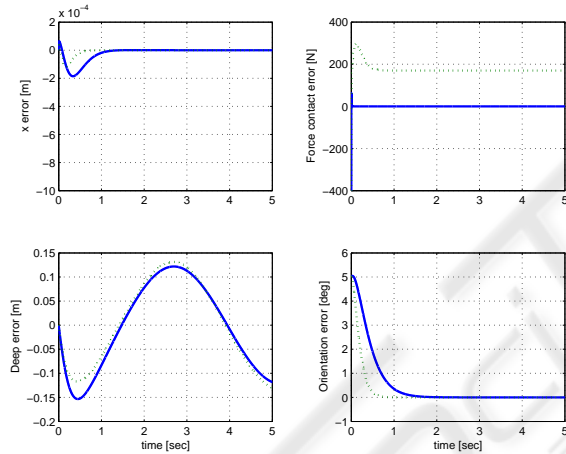 x 10⁻⁴
2
0
−2
−4
−6
−8
−10
0 1 2 3 4 5
x error [m]
400
200
0
−200
−400
0 1 2 3 4 5
Force contact error [N]
0.15
0.1
0.05
0
−0.05
−0.1
−0.15
−0.2
0 1 2 3 4 5
Deep error [m]
time [sec]
6
5
4
3
2
1
0
−1
0 1 2 3 4 5
Orientation error [deg]
time [sec]